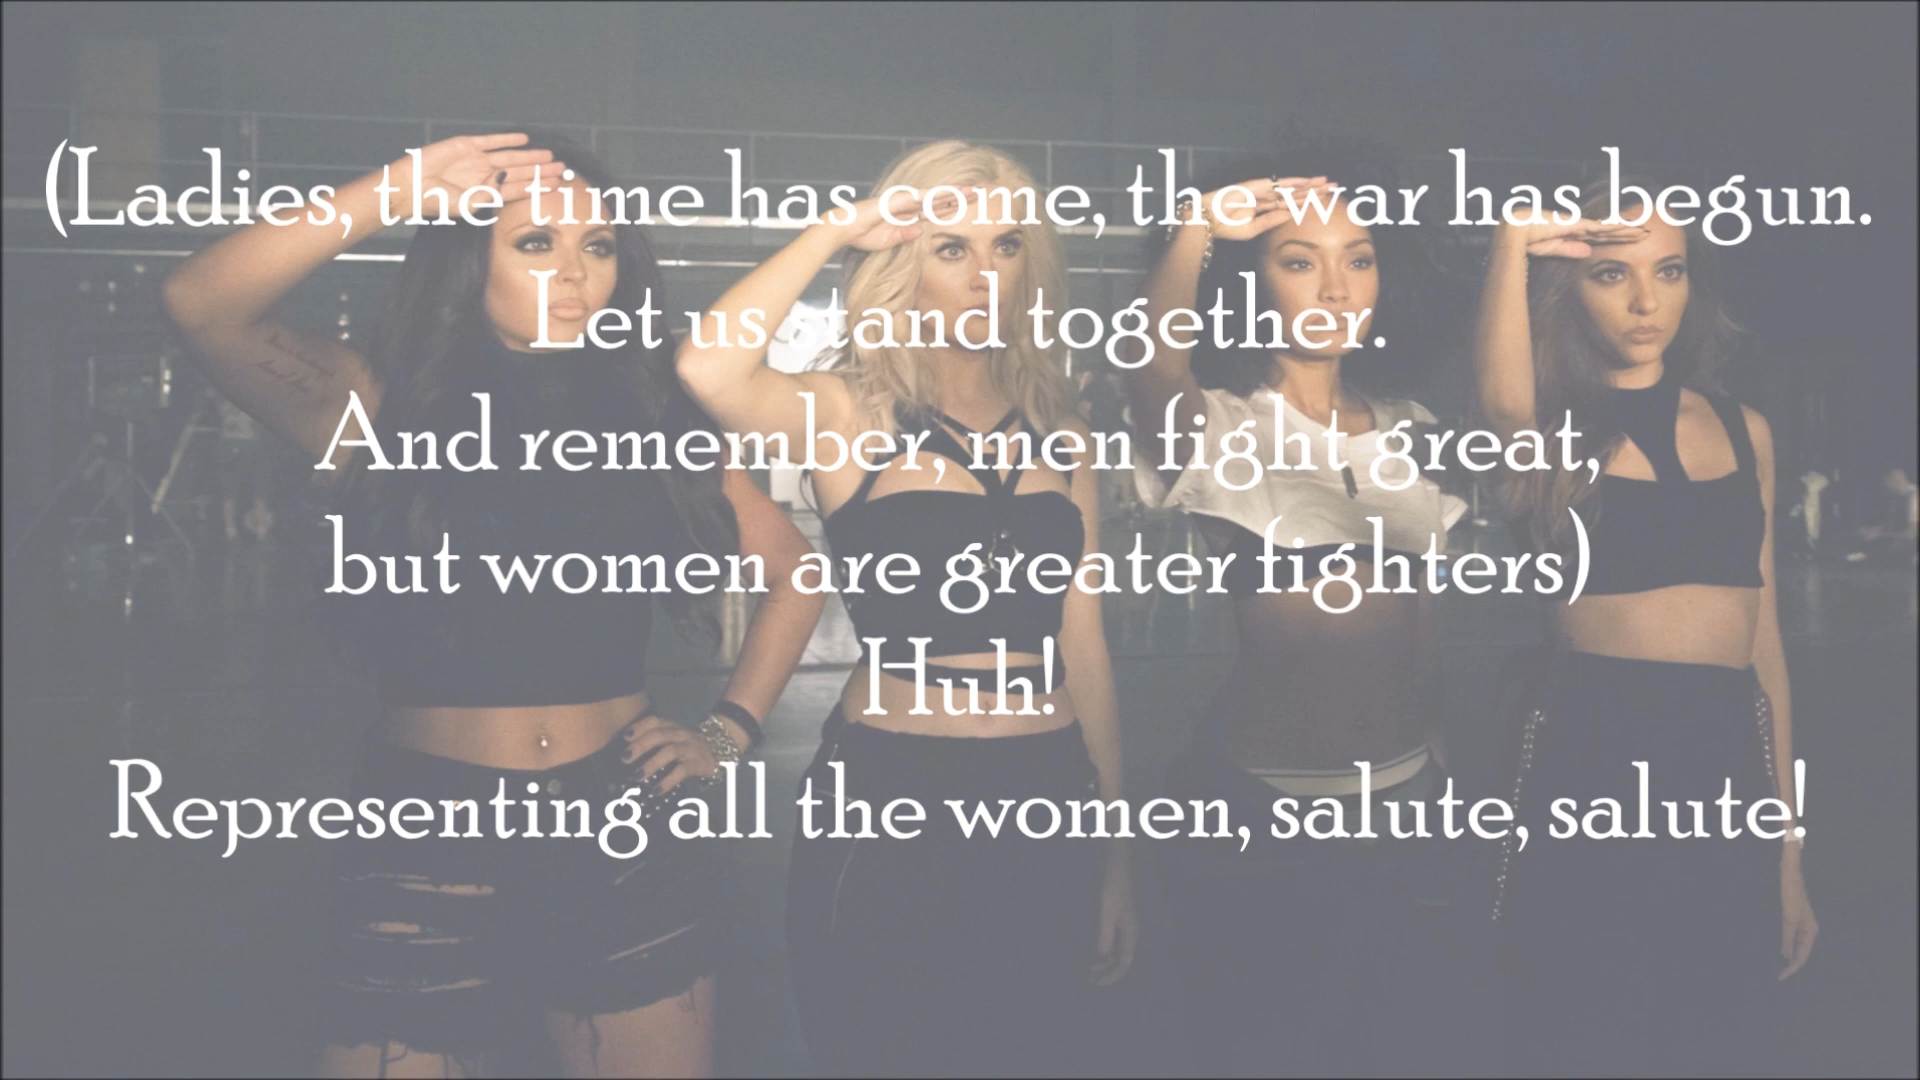 (Ladies, the time has come, the war has begun.
Let us stand together.
And remember, men fight great,
but women are greater fighters)
Huh!
Representing all the women, salute, salute!